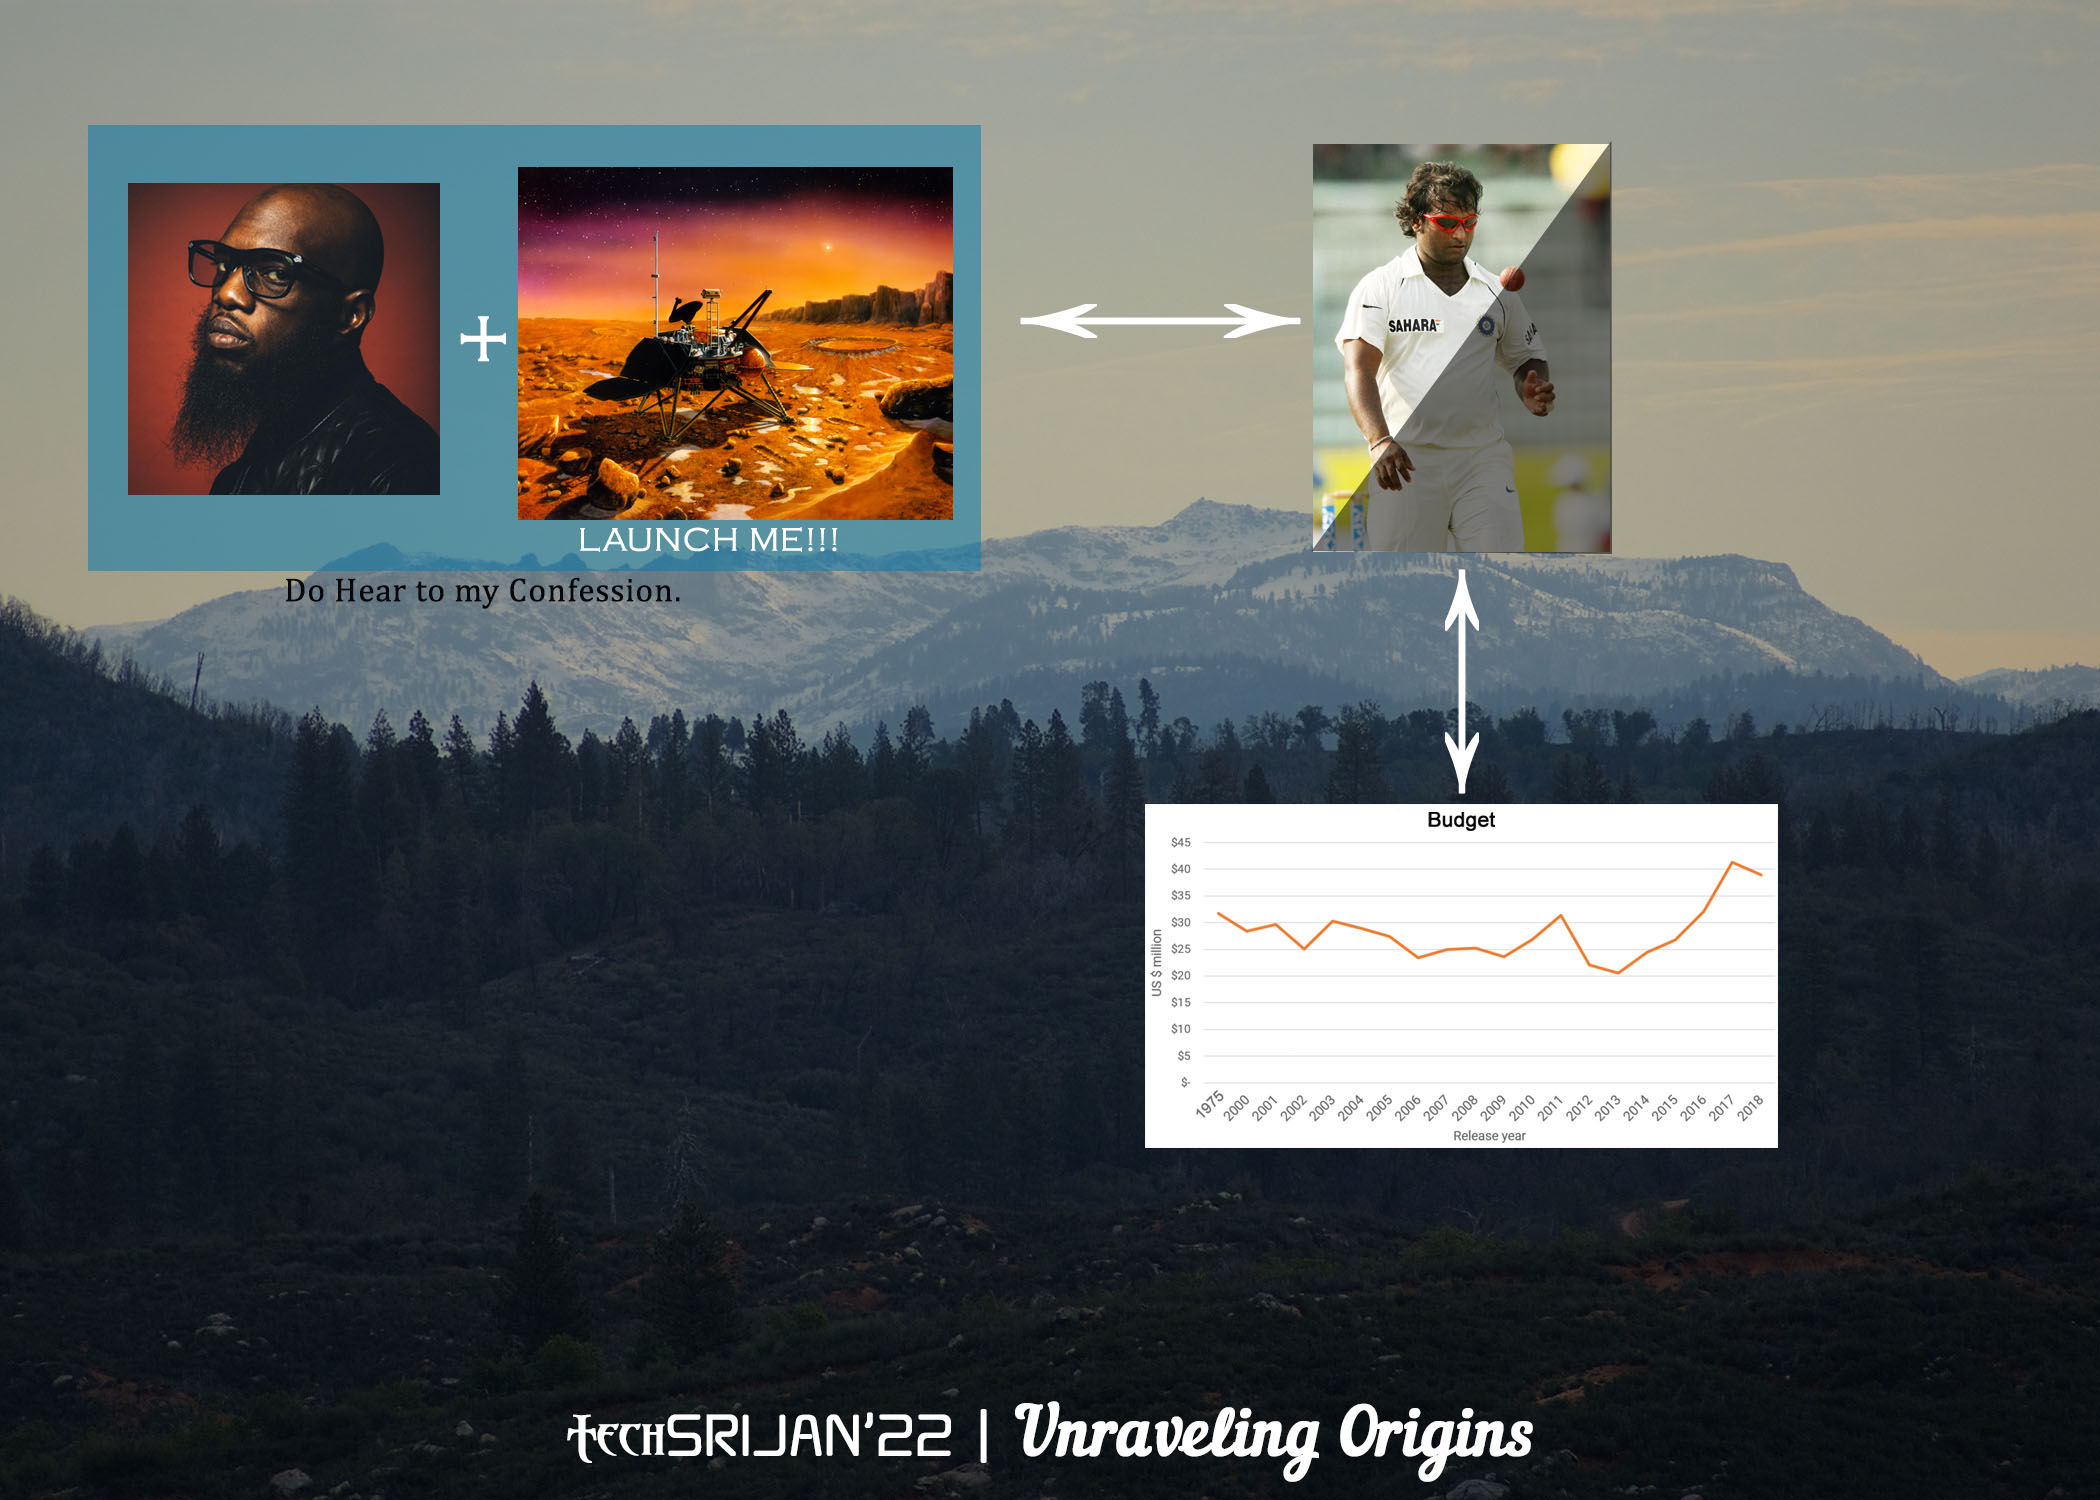 LAUNCH ME!!!
Do Hear to my Confession.
SAHARA
Budget
$45
$40
$35
$30
$25
$20
$15
$10
$5
$-
US $ million
1975 2000 2001 2002 2003 2004 2005 2006 2007 2008 2009 2010 2011 2012 2013 2014 2015 2016 2017 2018
Release year
techSRIJAN'22 | Unraveling Origins